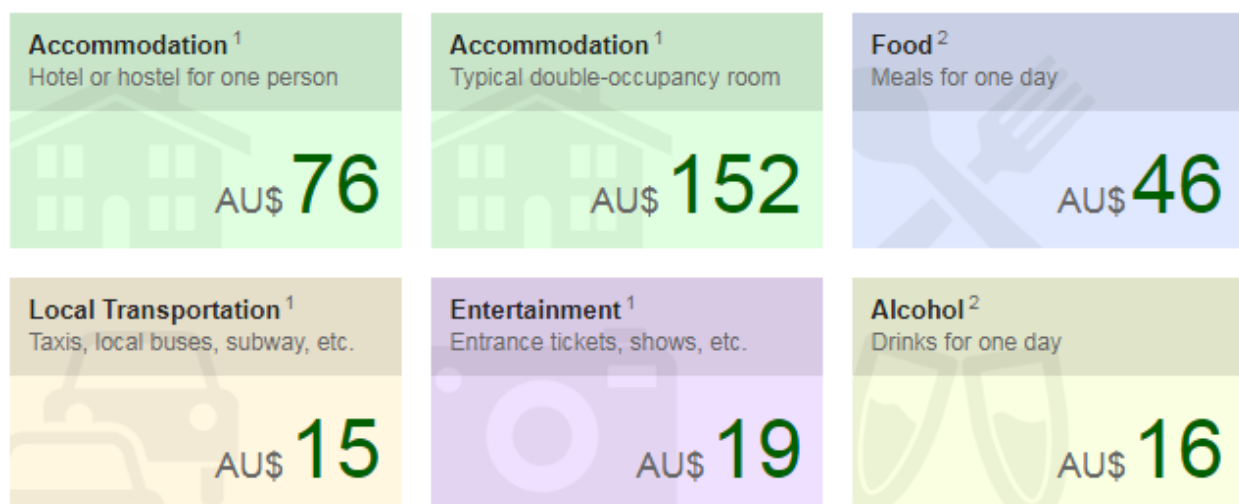 Accommodation 1
Hotel or hostel for one person
AU$ 76
Accommodation 1
Typical double-occupancy room
AU$ 152
Food 2
Meals for one day
AU$ 46
Local Transportation 1
Taxis, local buses, subway, etc.
AU$ 15
Entertainment 1
Entrance tickets, shows, etc.
AU$ 19
Alcohol 2
Drinks for one day
AU$ 16